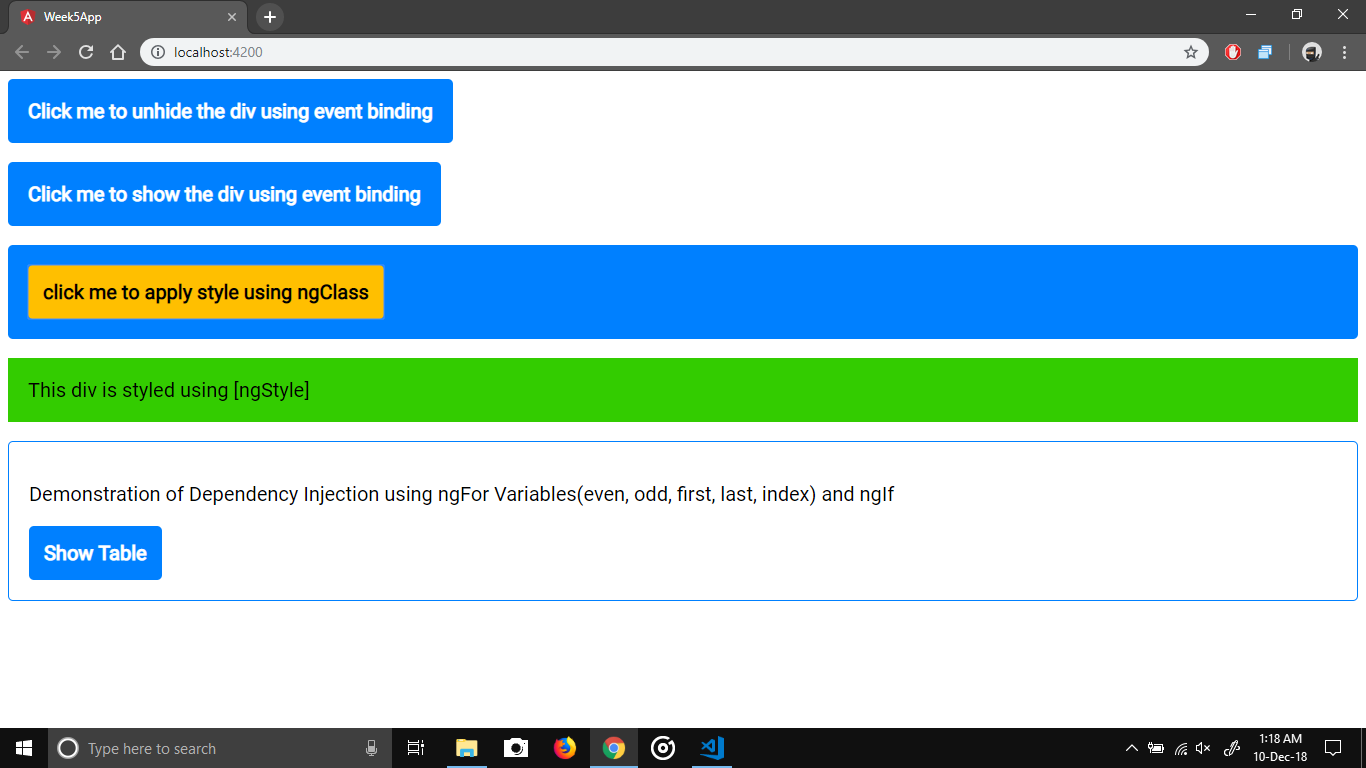 Week5App
localhost:4200
Click me to unhide the div using event binding
Click me to show the div using event binding
click me to apply style using ngClass
This div is styled using [ngStyle]
Demonstration of Dependency Injection using ngFor Variables(even, odd, first, last, index) and ngIf
Show Table
Type here to search
1:18 AM
10-Dec-18